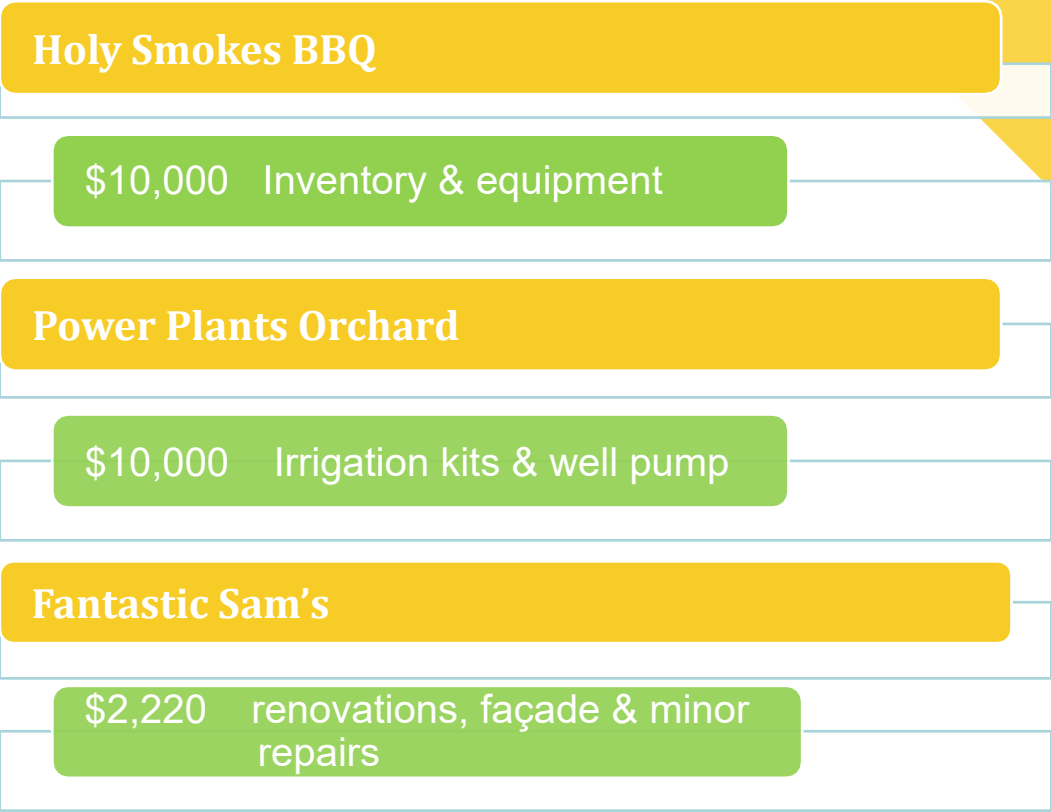 Holy Smokes BBQ
$10,000 Inventory & equipment
Power Plants Orchard
$10,000 Irrigation kits & well pump
Fantastic Sam’s
$2,220 renovations, façade & minor
repairs